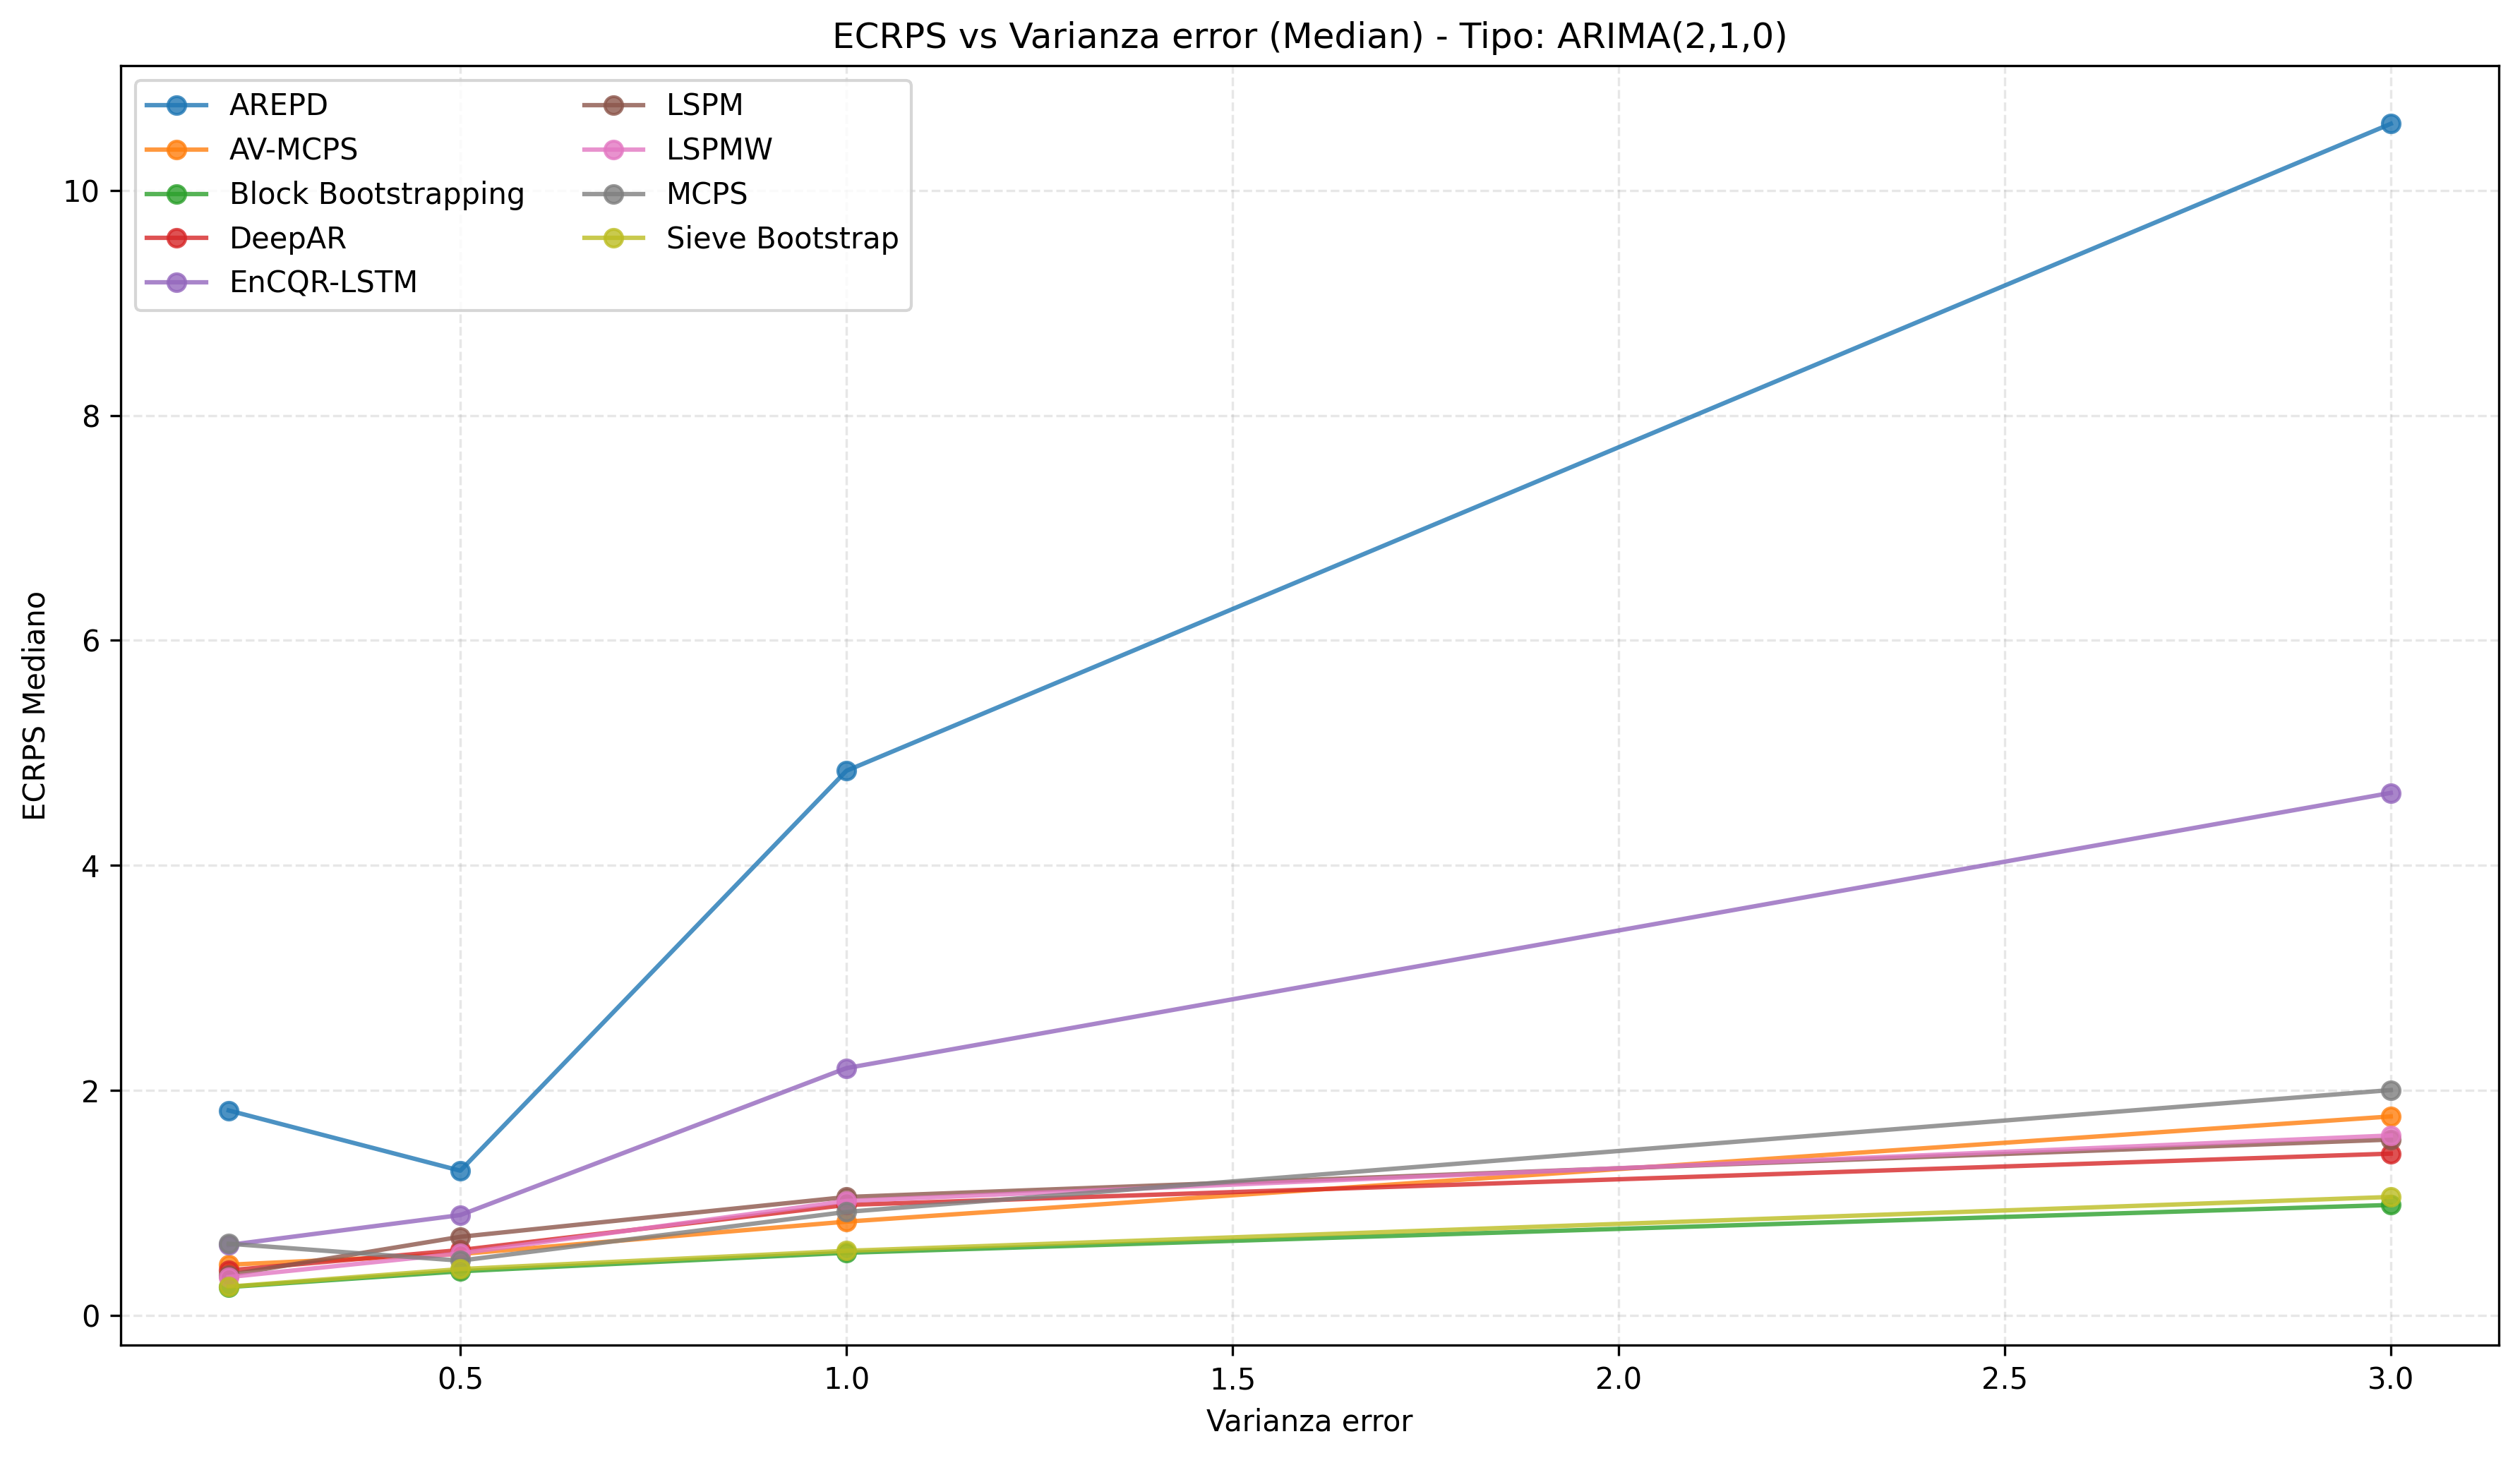 ECRPS vs Varianza error (Median) - Tipo: ARIMA(2,1,0)
AREPD
AV-MCPS
Block Bootstrapping
DeepAR
EnCQR-LSTM
LSPM
LSPMW
MCPS
Sieve Bootstrap
ECRPS Mediano
10
8
6
4
2
0
0.5
1.0
1.5
2.0
2.5
3.0
Varianza error